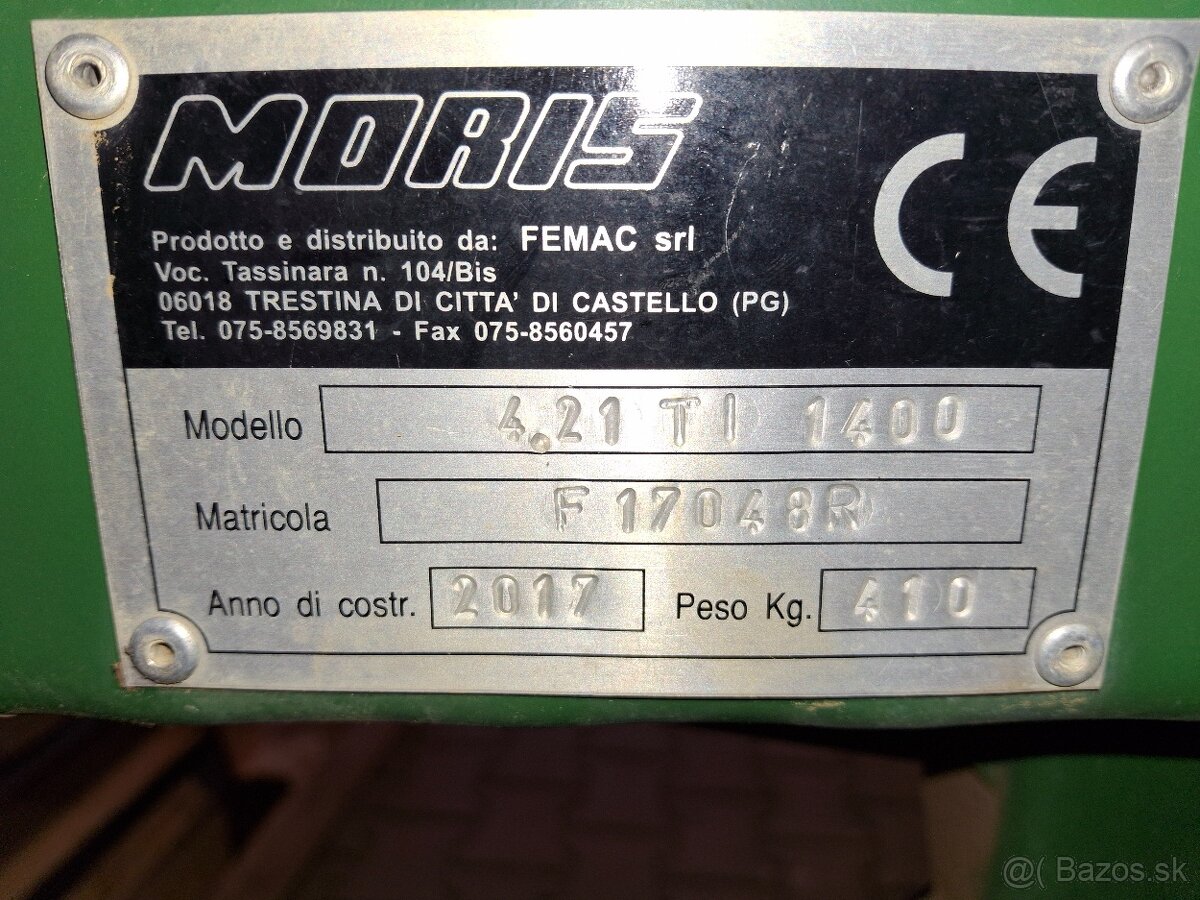 MORIS
CE
Prodotto e distribuito da: FEMAC srl
Voc. Tassinara n. 104/Bis
06018 TRESTINA DI CITTA' DI CASTELLO (PG)
Tel. 075-8569831 - Fax 075-8560457
Modello 4.21 TI 1400
Matricola F17048R
Anno di costr. 2017 Peso Kg. 410
@( Bazos.sk